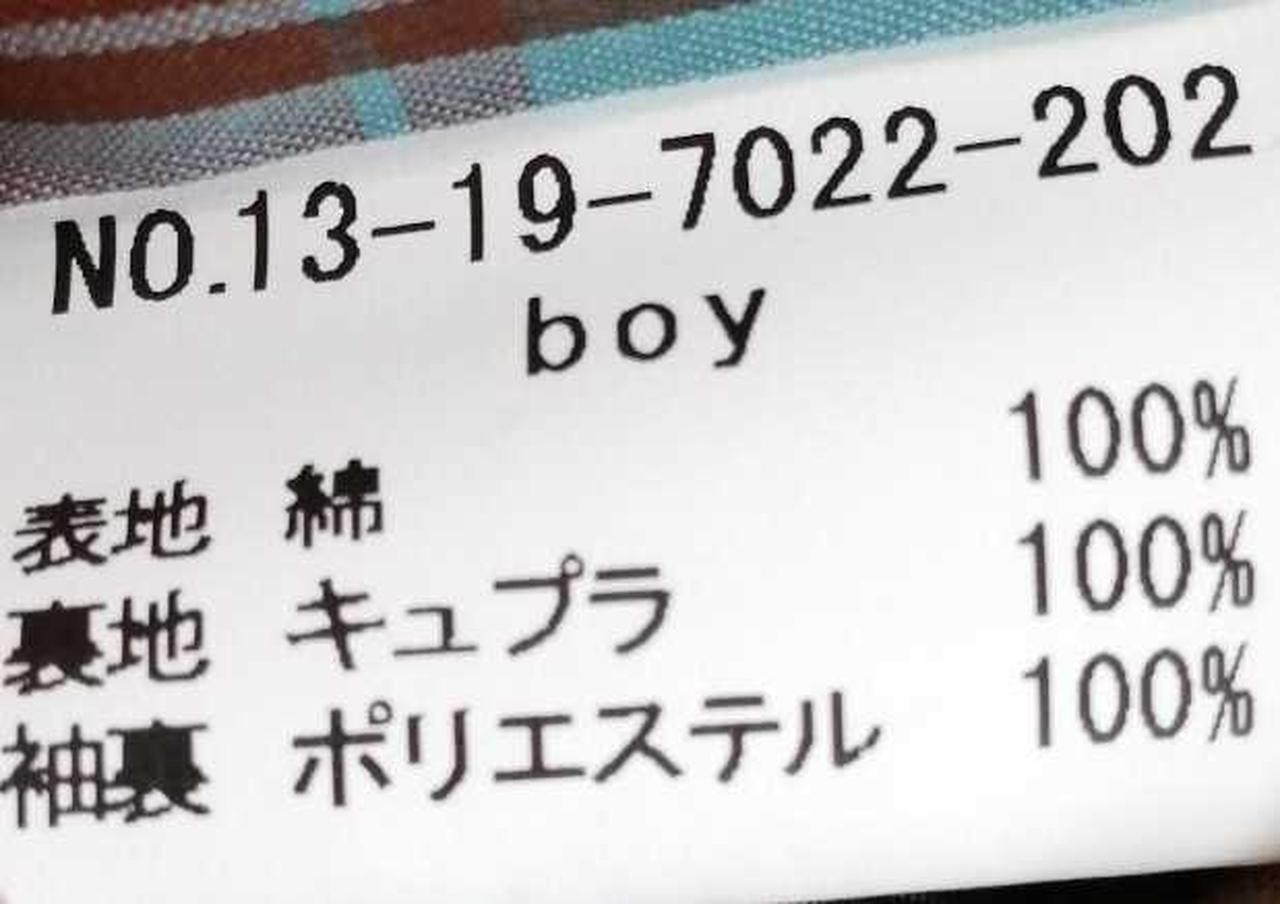 NO.13-19-7022-202
boy
表地 綿 100%
裏地 キュプラ 100%
袖裏 ポリエステル 100%